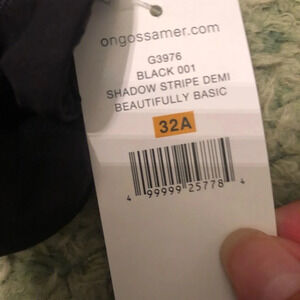 ongossamer.com
G3976
BLACK 001
SHADOW STRIPE DEMI
BEAUTIFULLY BASIC
32A
4 99999 25778 4